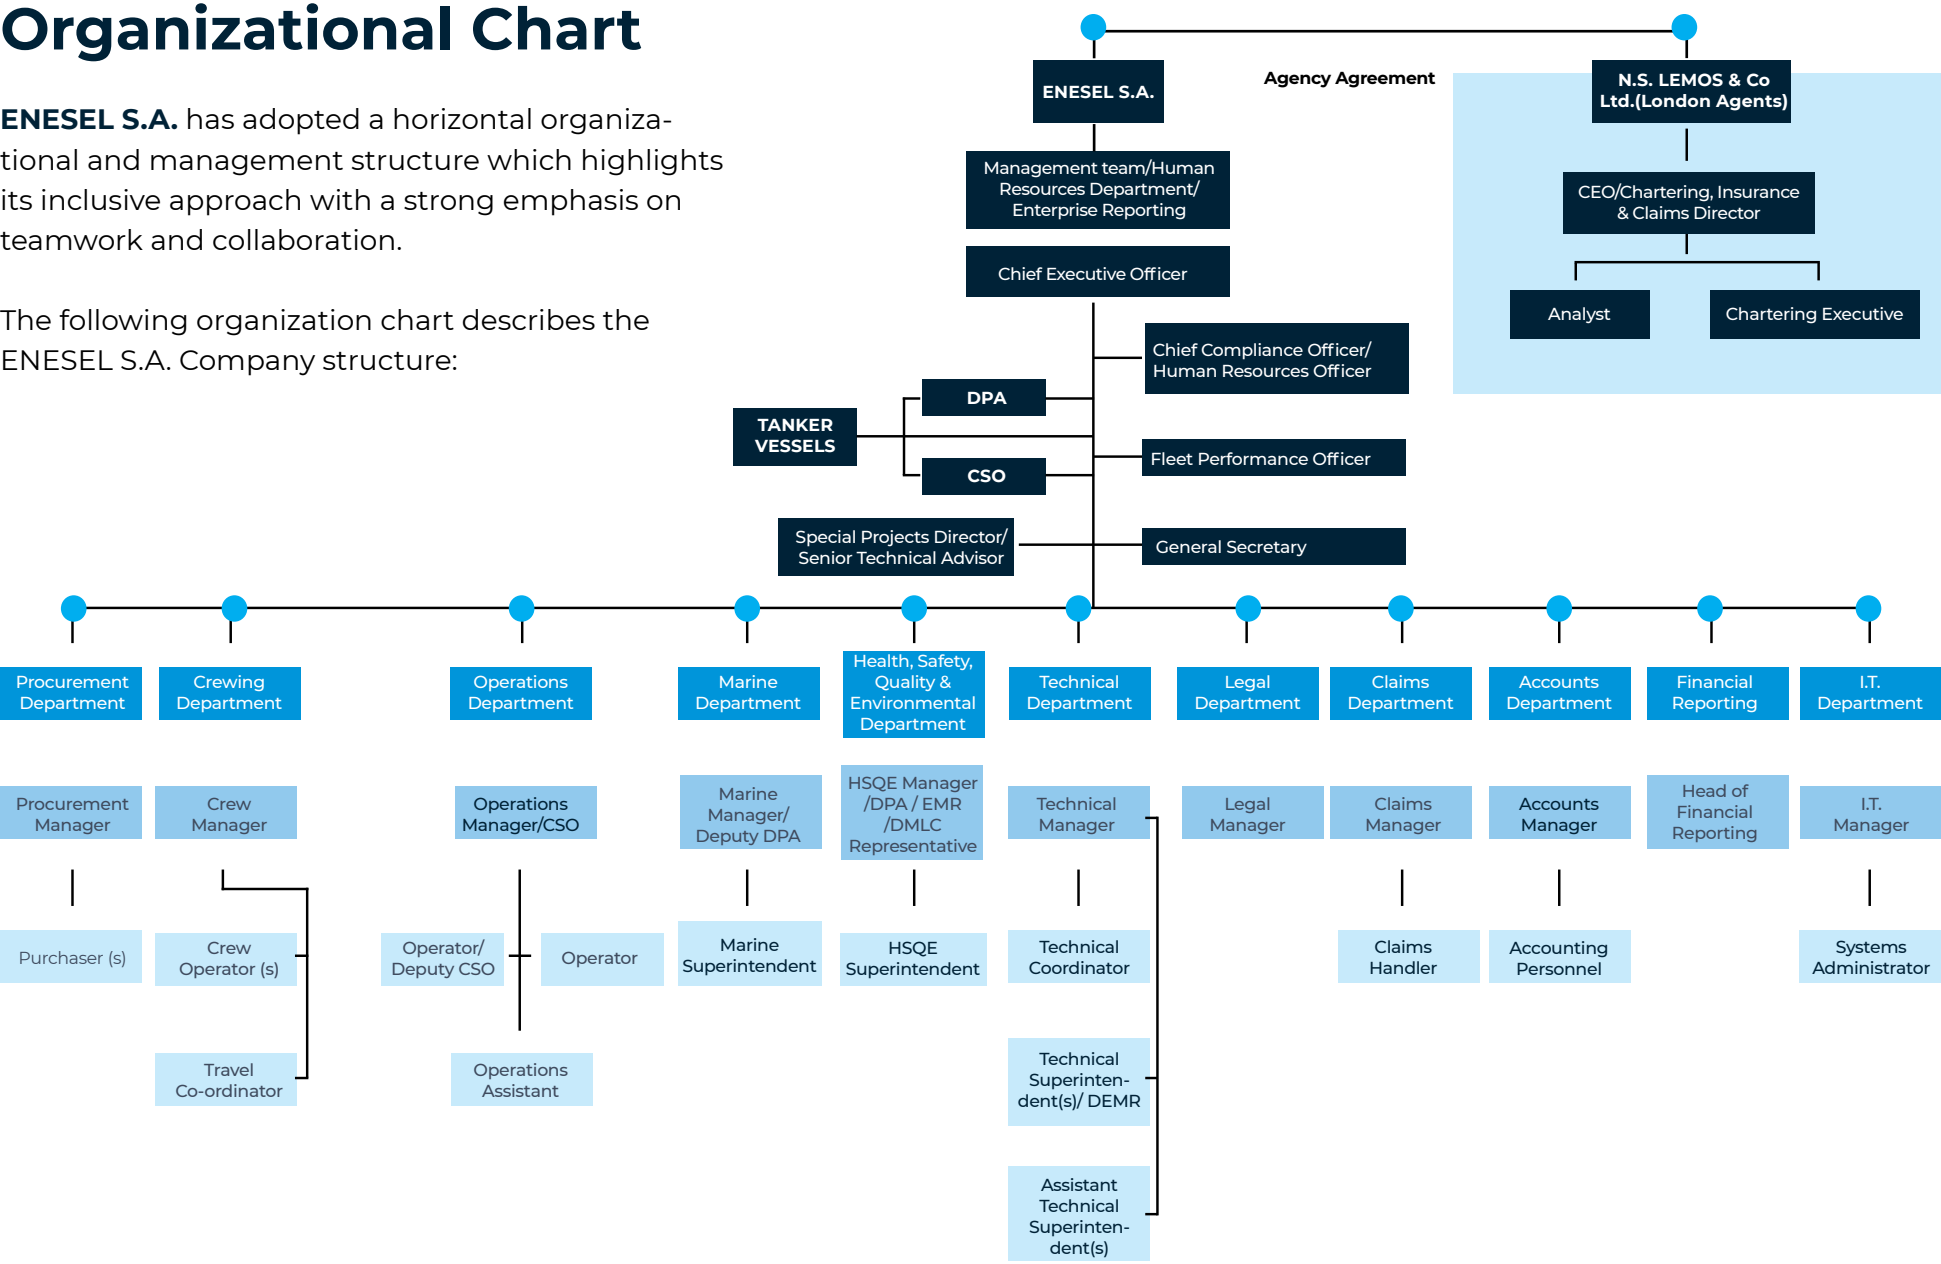 Organizational Chart
ENESEL S.A. has adopted a horizontal organiza-
tional and management structure which highlights
its inclusive approach with a strong emphasis on
teamwork and collaboration.
The following organization chart describes the
ENESEL S.A. Company structure:
ENESEL S.A.
Agency Agreement
N.S. LEMOS & Co
Ltd.(London Agents)
Management team/Human
Resources Department/
Enterprise Reporting
CEO/Chartering, Insurance
& Claims Director
Chief Executive Officer
Analyst
Chartering Executive
Chief Compliance Officer/
Human Resources Officer
DPA
TANKER
VESSELS
CSO
Fleet Performance Officer
Special Projects Director/
Senior Technical Advisor
General Secretary
Procurement
Department
Crewing
Department
Operations
Department
Marine
Department
Health, Safety,
Quality &
Environmental
Department
Technical
Department
Legal
Department
Claims
Department
Accounts
Department
Financial
Reporting
I.T.
Department
Procurement
Manager
Crew
Manager
Operations
Manager/CSO
Marine
Manager/
Deputy DPA
HSQE Manager
/DPA / EMR
/DMLC
Representative
Technical
Manager
Legal
Manager
Claims
Manager
Accounts
Manager
Head of
Financial
Reporting
I.T.
Manager
Purchaser (s)
Crew
Operator (s)
Operator/
Deputy CSO
Operator
Marine
Superintendent
HSQE
Superintendent
Technical
Coordinator
Claims
Handler
Accounting
Personnel
Systems
Administrator
Travel
Co-ordinator
Operations
Assistant
Technical
Superinten-
dent(s)/ DEMR
Assistant
Technical
Superinten-
dent(s)